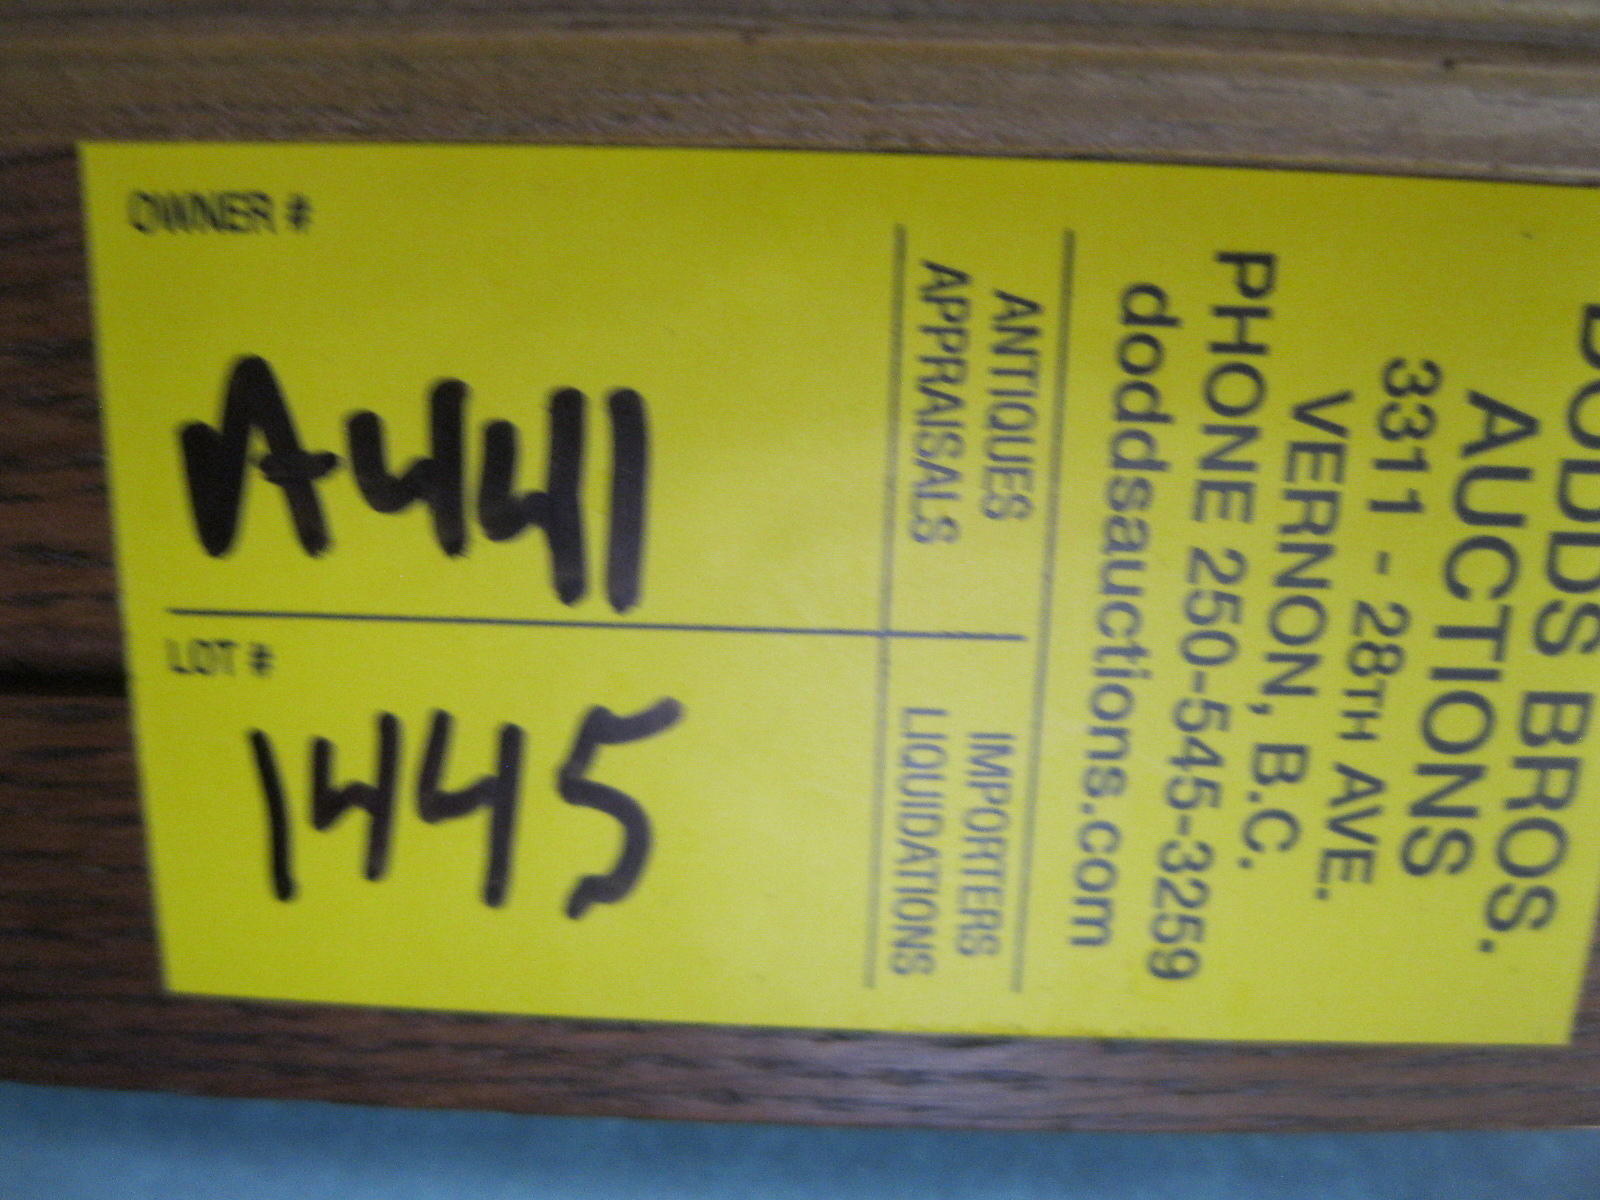 DODDS BROS.
AUCTIONS
3311 - 28TH AVE.
VERNON, B.C.
PHONE 250-545-3259
doddsauctions.com
ANTIQUES
APPRAISALS
IMPORTERS
LIQUIDATIONS
OWNER #
A441
LOT #
1445